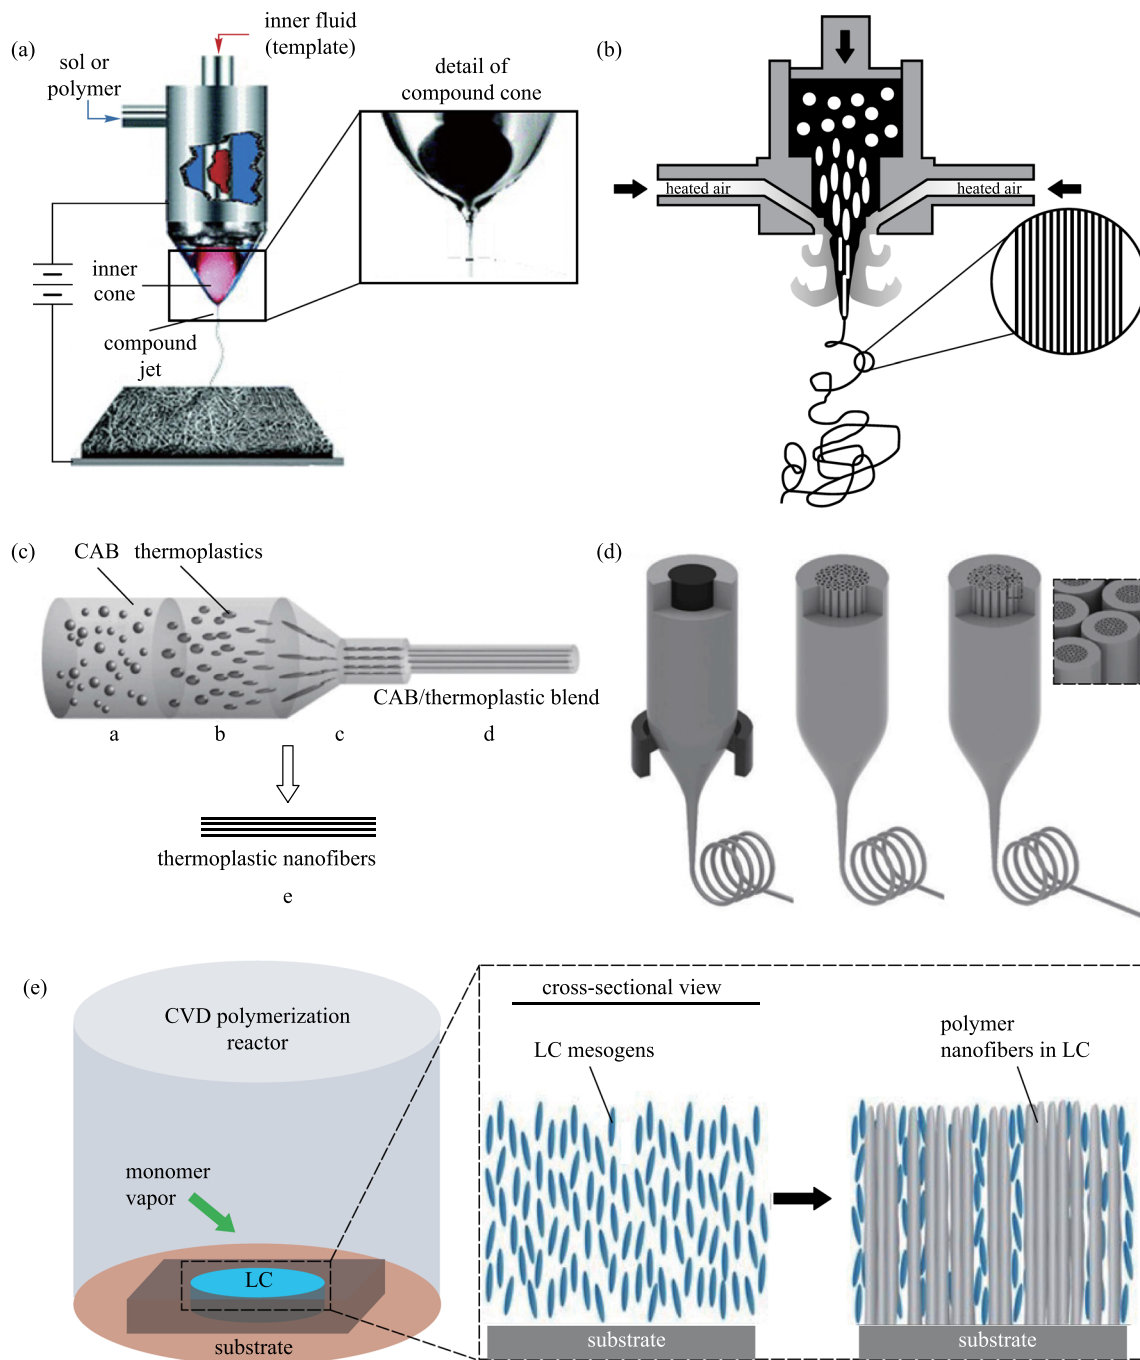 (a)
inner fluid
(template)
sol or
polymer
detail of
compound cone
inner
cone
compound
jet
(b)
heated air
heated air
(c)
CAB
thermoplastics
CAB/thermoplastic blend
a
b
c
d
thermoplastic nanofibers
e
(d)
(e)
CVD polymerization
reactor
monomer
vapor
LC
substrate
cross-sectional view
LC mesogens
polymer
nanofibers in LC
substrate
substrate